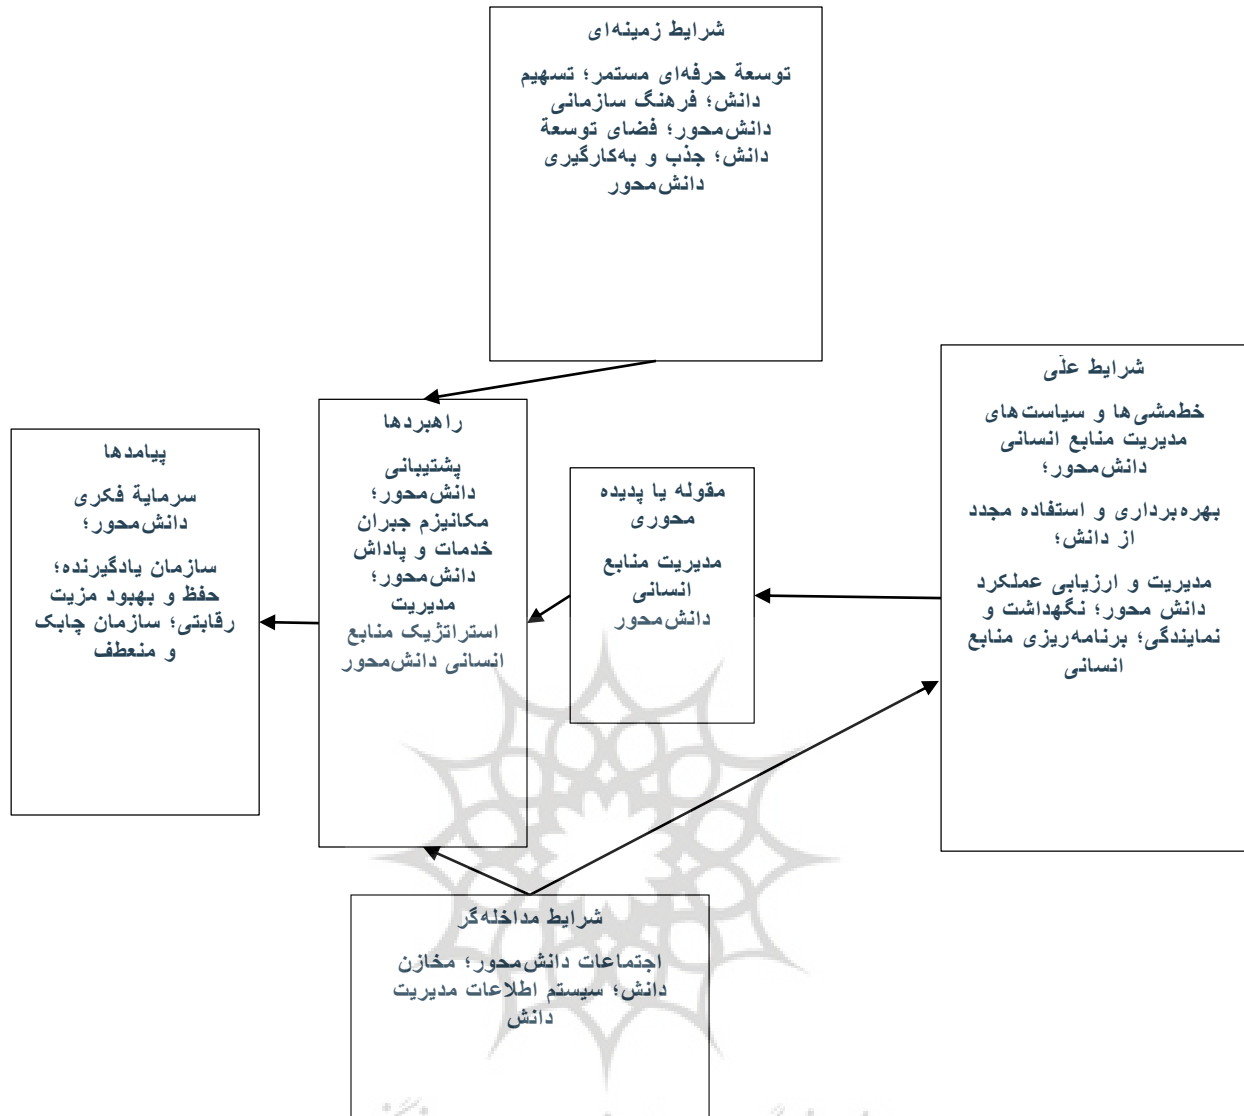 شرایط زمینه‌ای
توسعة حرفه‌ای مستمر؛ تسهیم
دانش؛ فرهنگ سازمانی
دانش‌محور؛ فضای توسعة
دانش؛ جذب و به‌کارگیری
دانش‌محور
شرایط علّی
خط‌مشی‌ها و سیاست‌های
مدیریت منابع انسانی
دانش‌محور؛
بهره‌برداری و استفاده مجدد
از دانش؛
مدیریت و ارزیابی عملکرد
دانش محور؛ نگهداشت و
نمایندگی؛ برنامه‌ریزی منابع
انسانی
مقوله یا پدیده
محوری
مدیریت منابع
انسانی
دانش‌محور
راهبردها
پشتیبانی
دانش‌محور؛
مکانیزم جبران
خدمات و پاداش
دانش‌محور؛
مدیریت
استراتژیک منابع
انسانی دانش‌محور
پیامدها
سرمایة فکری
دانش‌محور؛
سازمان یادگیرنده؛
حفظ و بهبود مزیت
رقابتی؛ سازمان چابک
و منعطف
شرایط مداخله‌گر
اجتماعات دانش‌محور؛ مخازن
دانش؛ سیستم اطلاعات مدیریت
دانش